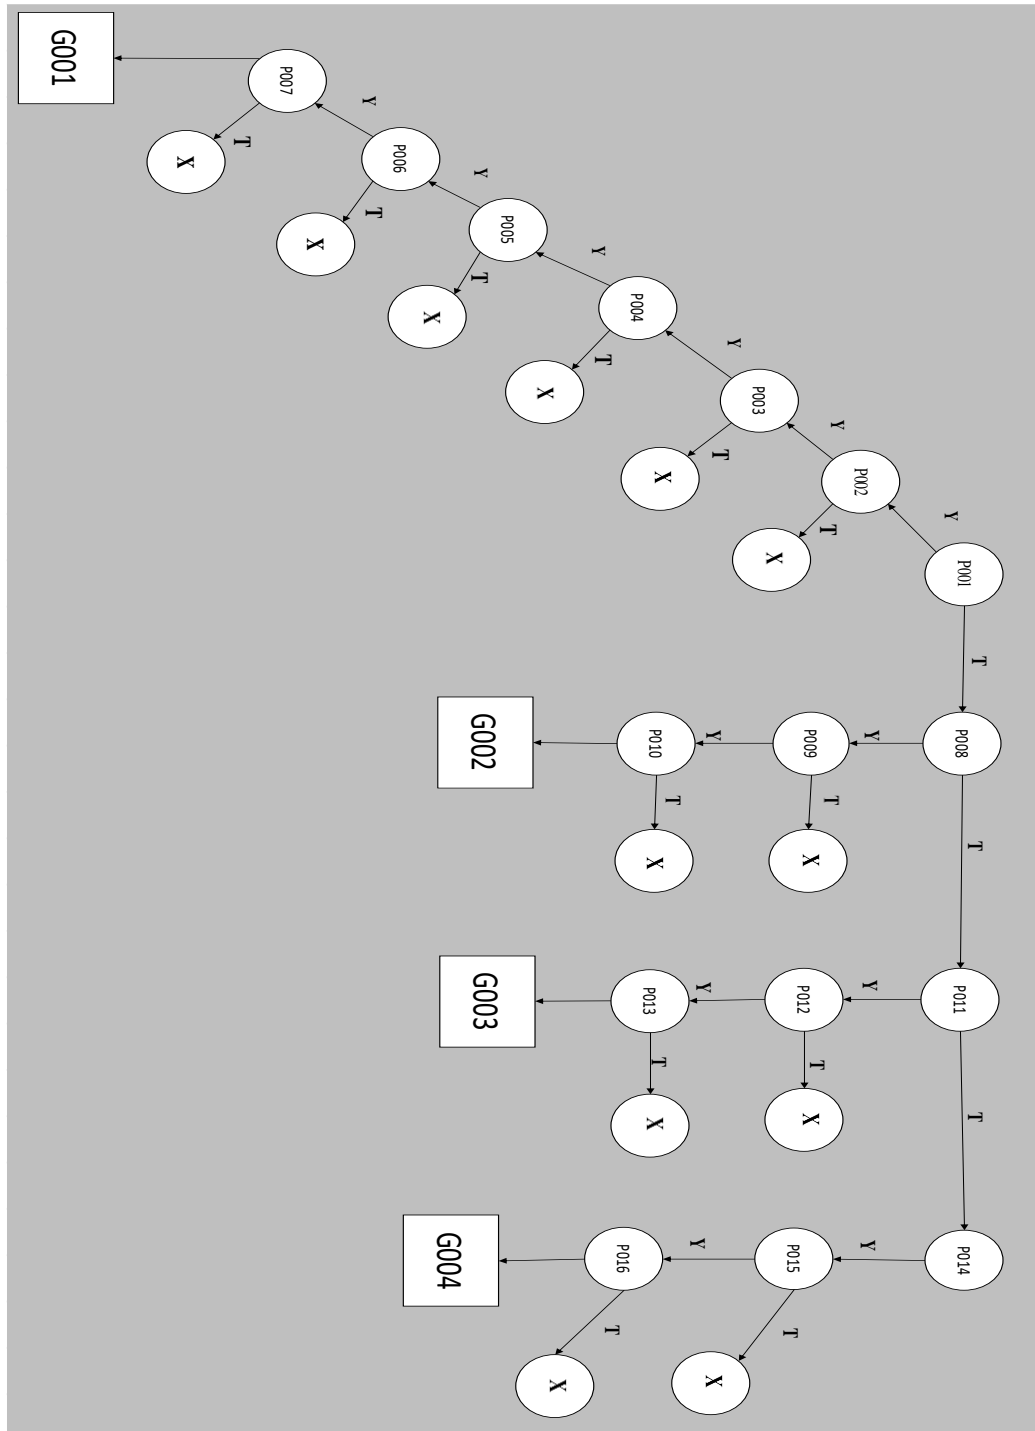 Y P001 T P008 T P011 T P014
Y P002 T Y Y Y
Y P003 T X P009 T X P012 T X P015 T
Y P004 X Y Y Y X
T P010 T X P013 T X P016 T
Y P005 T X X
Y P006 X G002 G003 G004
T
P007 X
T
X
G001